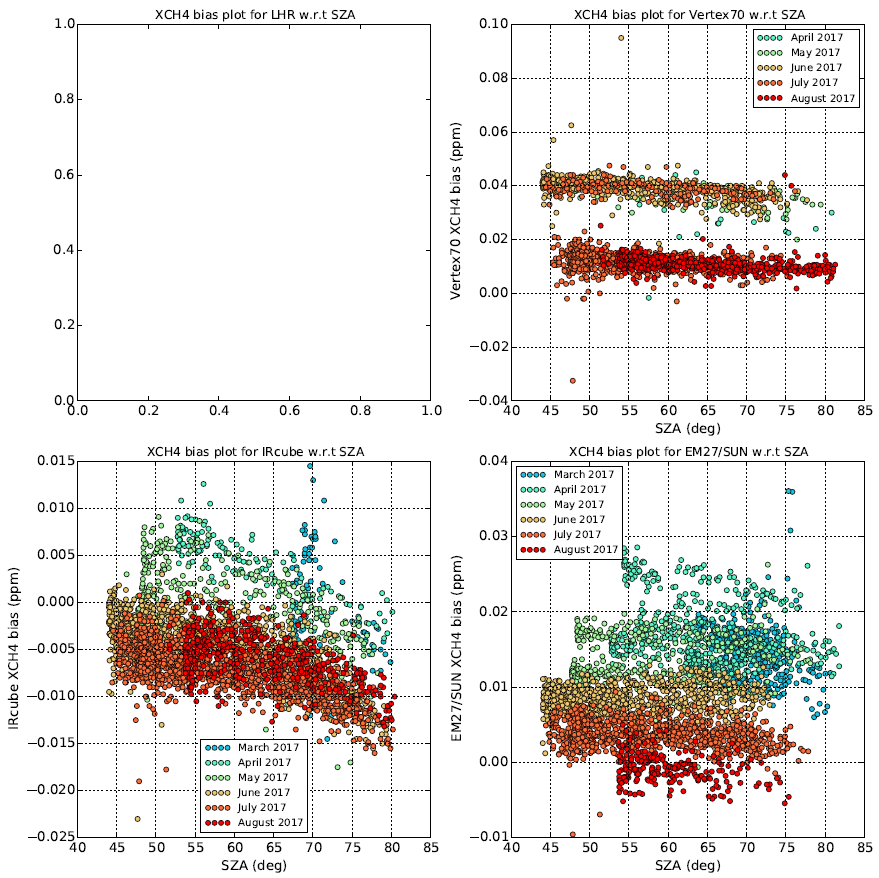 XCH4 bias plot for LHR w.r.t SZA
1.0
0.8
0.6
0.4
0.2
0.0
0.0 0.2 0.4 0.6 0.8 1.0
XCH4 bias plot for Vertex70 w.r.t SZA
Vertex70 XCH4 bias (ppm)
0.10
0.08
0.06
0.04
0.02
0.00
−0.02
−0.04
April 2017
May 2017
June 2017
July 2017
August 2017
40 45 50 55 60 65 70 75 80 85
SZA (deg)
XCH4 bias plot for IRcube w.r.t SZA
IRcube XCH4 bias (ppm)
0.015
0.010
0.005
0.000
−0.005
−0.010
−0.015
−0.020
−0.025
March 2017
April 2017
May 2017
June 2017
July 2017
August 2017
40 45 50 55 60 65 70 75 80 85
SZA (deg)
XCH4 bias plot for EM27/SUN w.r.t SZA
EM27/SUN XCH4 bias (ppm)
0.04
0.03
0.02
0.01
0.00
−0.01
March 2017
April 2017
May 2017
June 2017
July 2017
August 2017
40 45 50 55 60 65 70 75 80 85
SZA (deg)